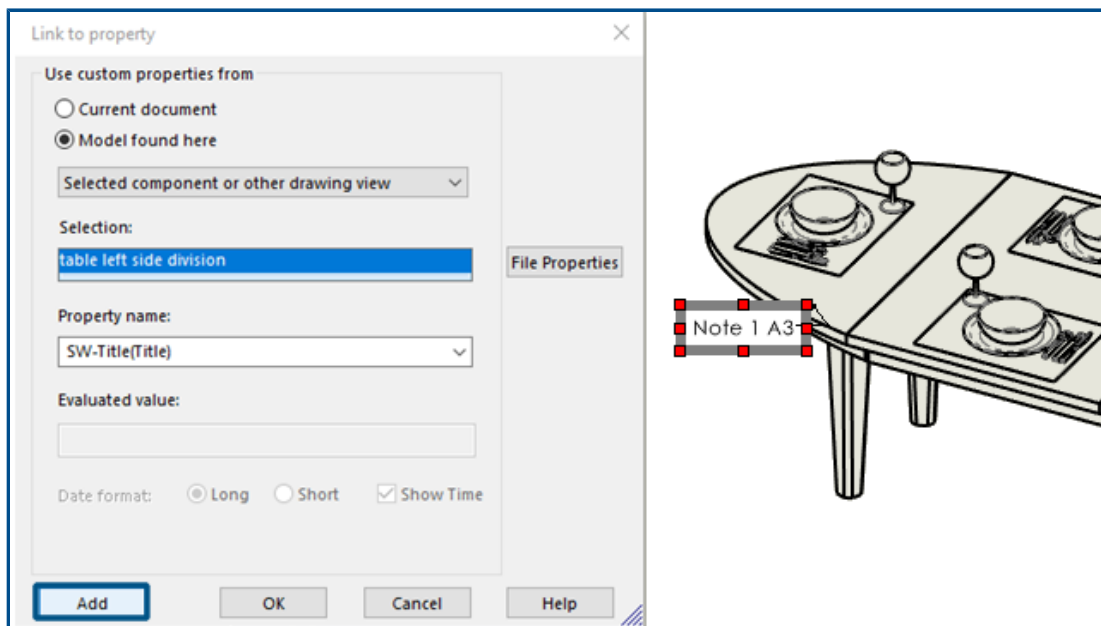 Link to property
Use custom properties from
Current document
Model found here
Selected component or other drawing view
Selection:
table left side division
File Properties
Property name:
SW-Title(Title)
Evaluated value:
Date format:
Long
Short
Show Time
Add
OK
Cancel
Help
Note 1 A3